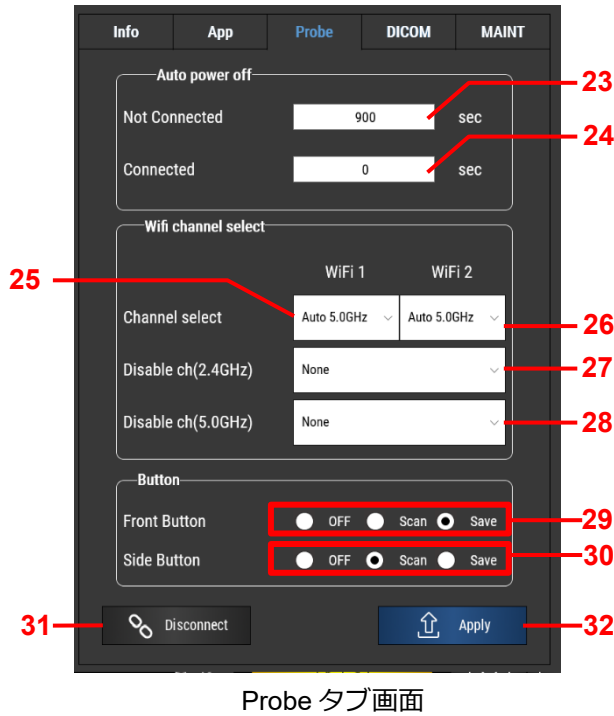 Info App Probe DICOM MAINT
Auto power off
23
Not Connected 900 sec
24
Connected 0 sec
Wifi channel select
25
WiFi 1 WiFi 2
Channel select Auto 5.0GHz Auto 5.0GHz
26
Disable ch(2.4GHz) None
27
Disable ch(5.0GHz) None
28
Button
Front Button OFF Scan Save
29
Side Button OFF Scan Save
30
31 Disconnect Apply 32
Probe タブ画面